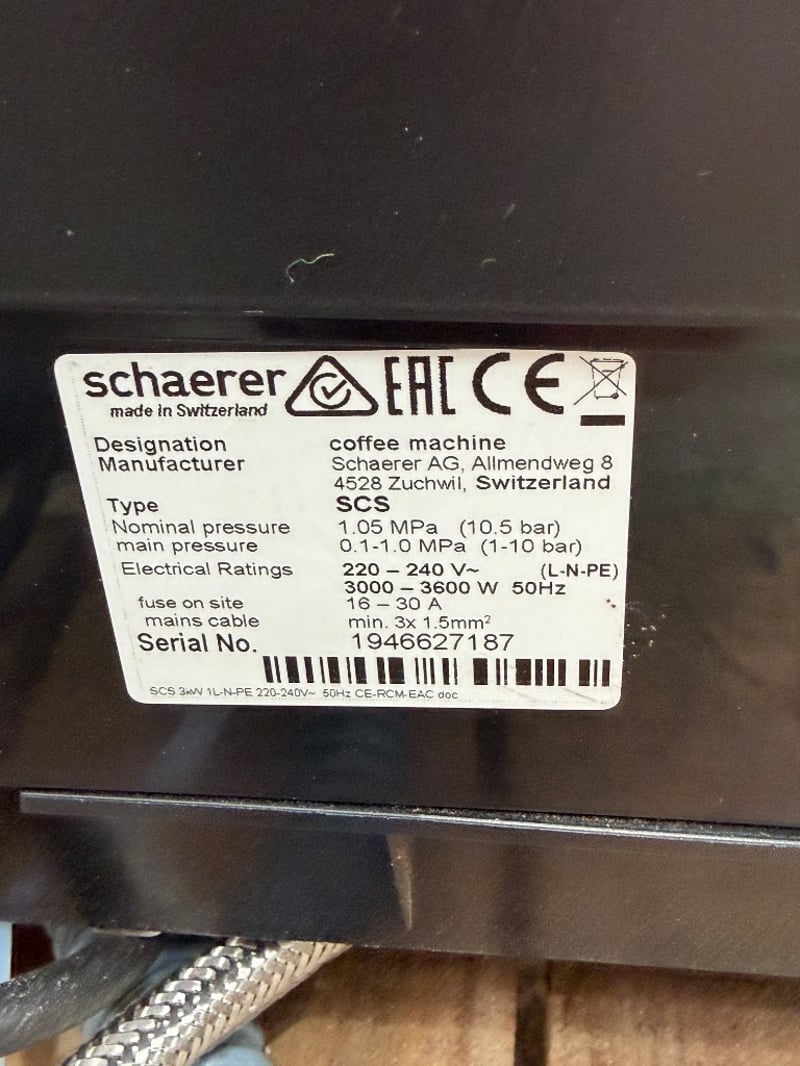 schaerer EAC CE
made in Switzerland
Designation coffee machine
Manufacturer Schaerer AG, Allmendweg 8
4528 Zuchwil, Switzerland
Type SCS
Nominal pressure 1.05 MPa (10.5 bar)
main pressure 0.1-1.0 MPa (1-10 bar)
Electrical Ratings 220 – 240 V~ (L-N-PE)
3000 – 3600 W 50Hz
fuse on site 16 – 30 A
mains cable min. 3x 1.5mm²
Serial No. 1946627187
SCS 3kW 1L-N-PE 220-240V~ 50Hz CE-RCM-EAC doc